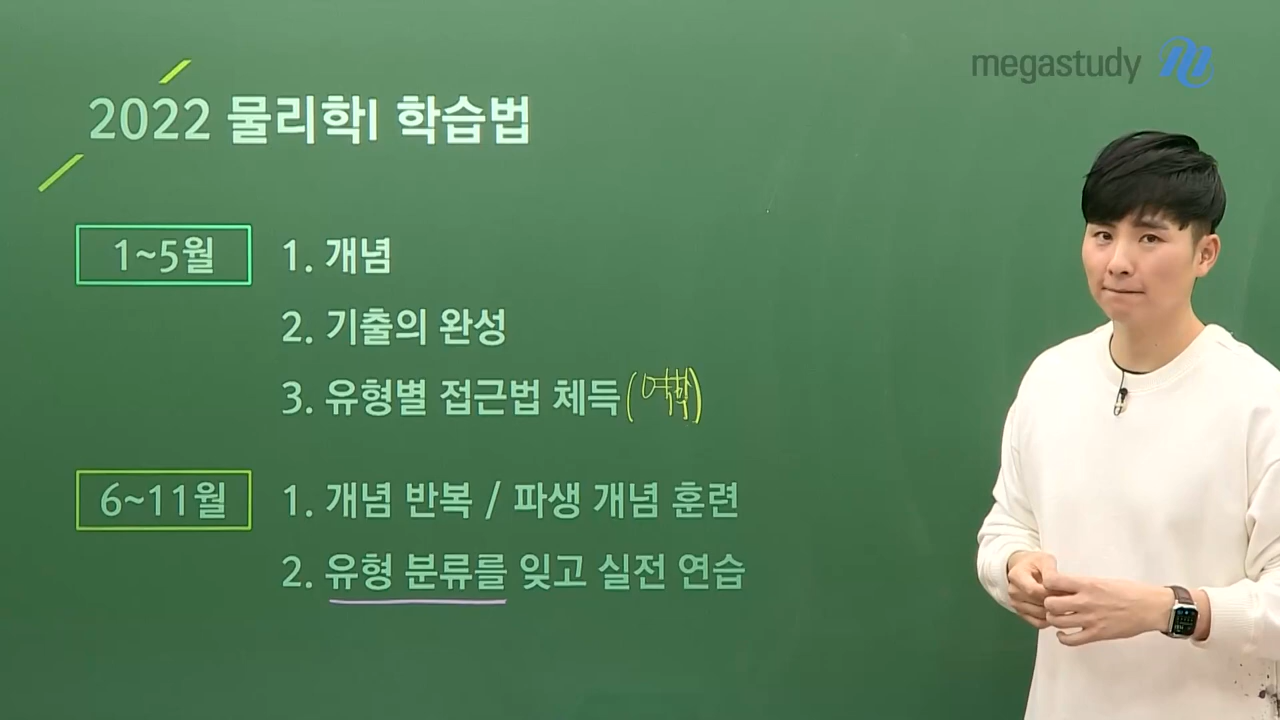 megastudy
2022 물리학I 학습법
1~5월
1. 개념
2. 기출의 완성
3. 유형별 접근법 체득 (역학)
6~11월
1. 개념 반복 / 파생 개념 훈련
2. 유형 분류를 잊고 실전 연습